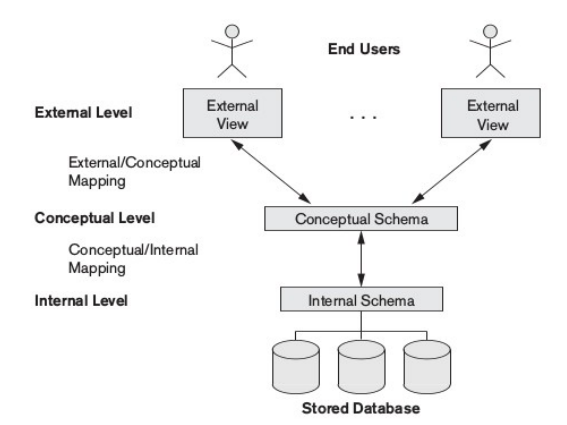 End Users
External Level
External
View
. . .
External
View
External/Conceptual
Mapping
Conceptual Level
Conceptual Schema
Conceptual/Internal
Mapping
Internal Level
Internal Schema
Stored Database